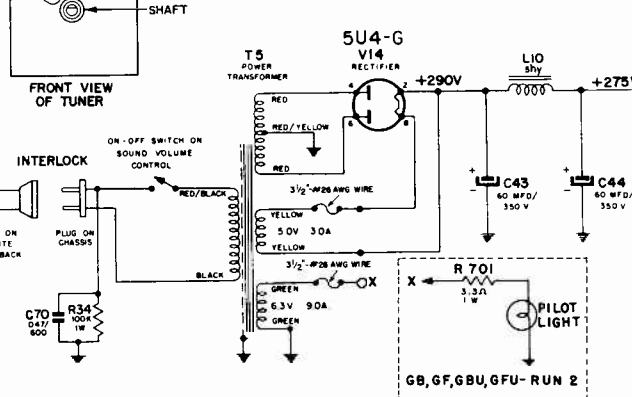 SHAFT
FRONT VIEW
OF TUNER
5U4-G
V14
RECTIFIER
T5
POWER
TRANSFORMER
4
2
6
8
+290V
L10
5hy
+275V
RED
RED/YELLOW
RED
ON-OFF SWITCH ON
SOUND VOLUME
CONTROL
INTERLOCK
RED/BLACK
3½"-#26 AWG WIRE
+
-
C43
60 MFD/
350 V
+
-
C44
60 MFD/
350 V
YELLOW
5.0V 3.0A
YELLOW
ON
BACK
PLUG ON
CHASSIS
3½"-#26 AWG WIRE
BLACK
GREEN
X
6.3V 9.0A
GREEN
X
R 701
3.3Ω
1 W
PILOT
LIGHT
C70
.047/
600
R34
100K
1W
GB,GF,GBU,GFU-RUN 2